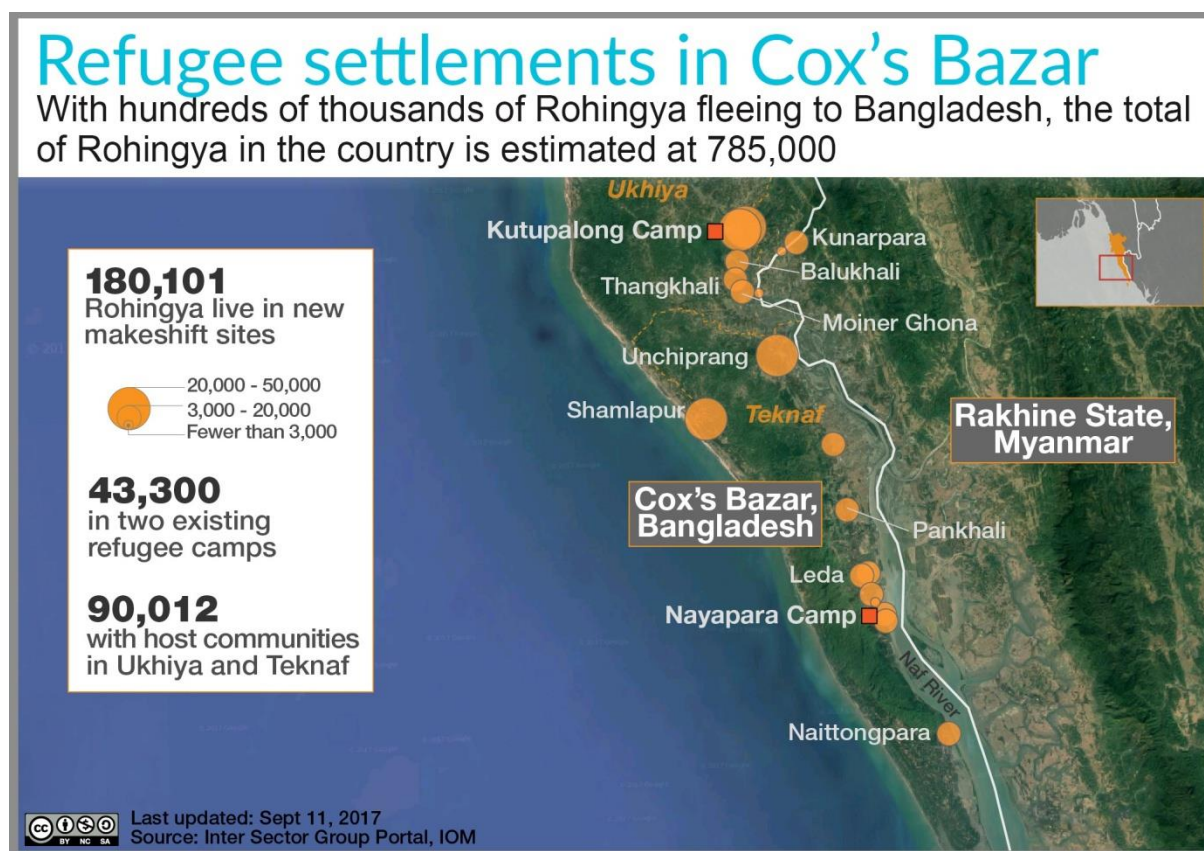 Refugee settlements in Cox's Bazar
With hundreds of thousands of Rohingya fleeing to Bangladesh, the total
of Rohingya in the country is estimated at 785,000
180,101
Rohingya live in new
makeshift sites
20,000 - 50,000
3,000 - 20,000
Fewer than 3,000
43,300
in two existing
refugee camps
90,012
with host communities
in Ukhiya and Teknaf
Ukhiya
Kutupalong Camp
Kunarpara
Balukhali
Thangkhali
Moiner Ghona
Unchiprang
Shamlapur
Teknaf
Rakhine State,
Myanmar
Cox's Bazar,
Bangladesh
Pankhali
Leda
Nayapara Camp
Naf River
Naittongpara
cc
BY NC SA
Last updated: Sept 11, 2017
Source: Inter Sector Group Portal, IOM